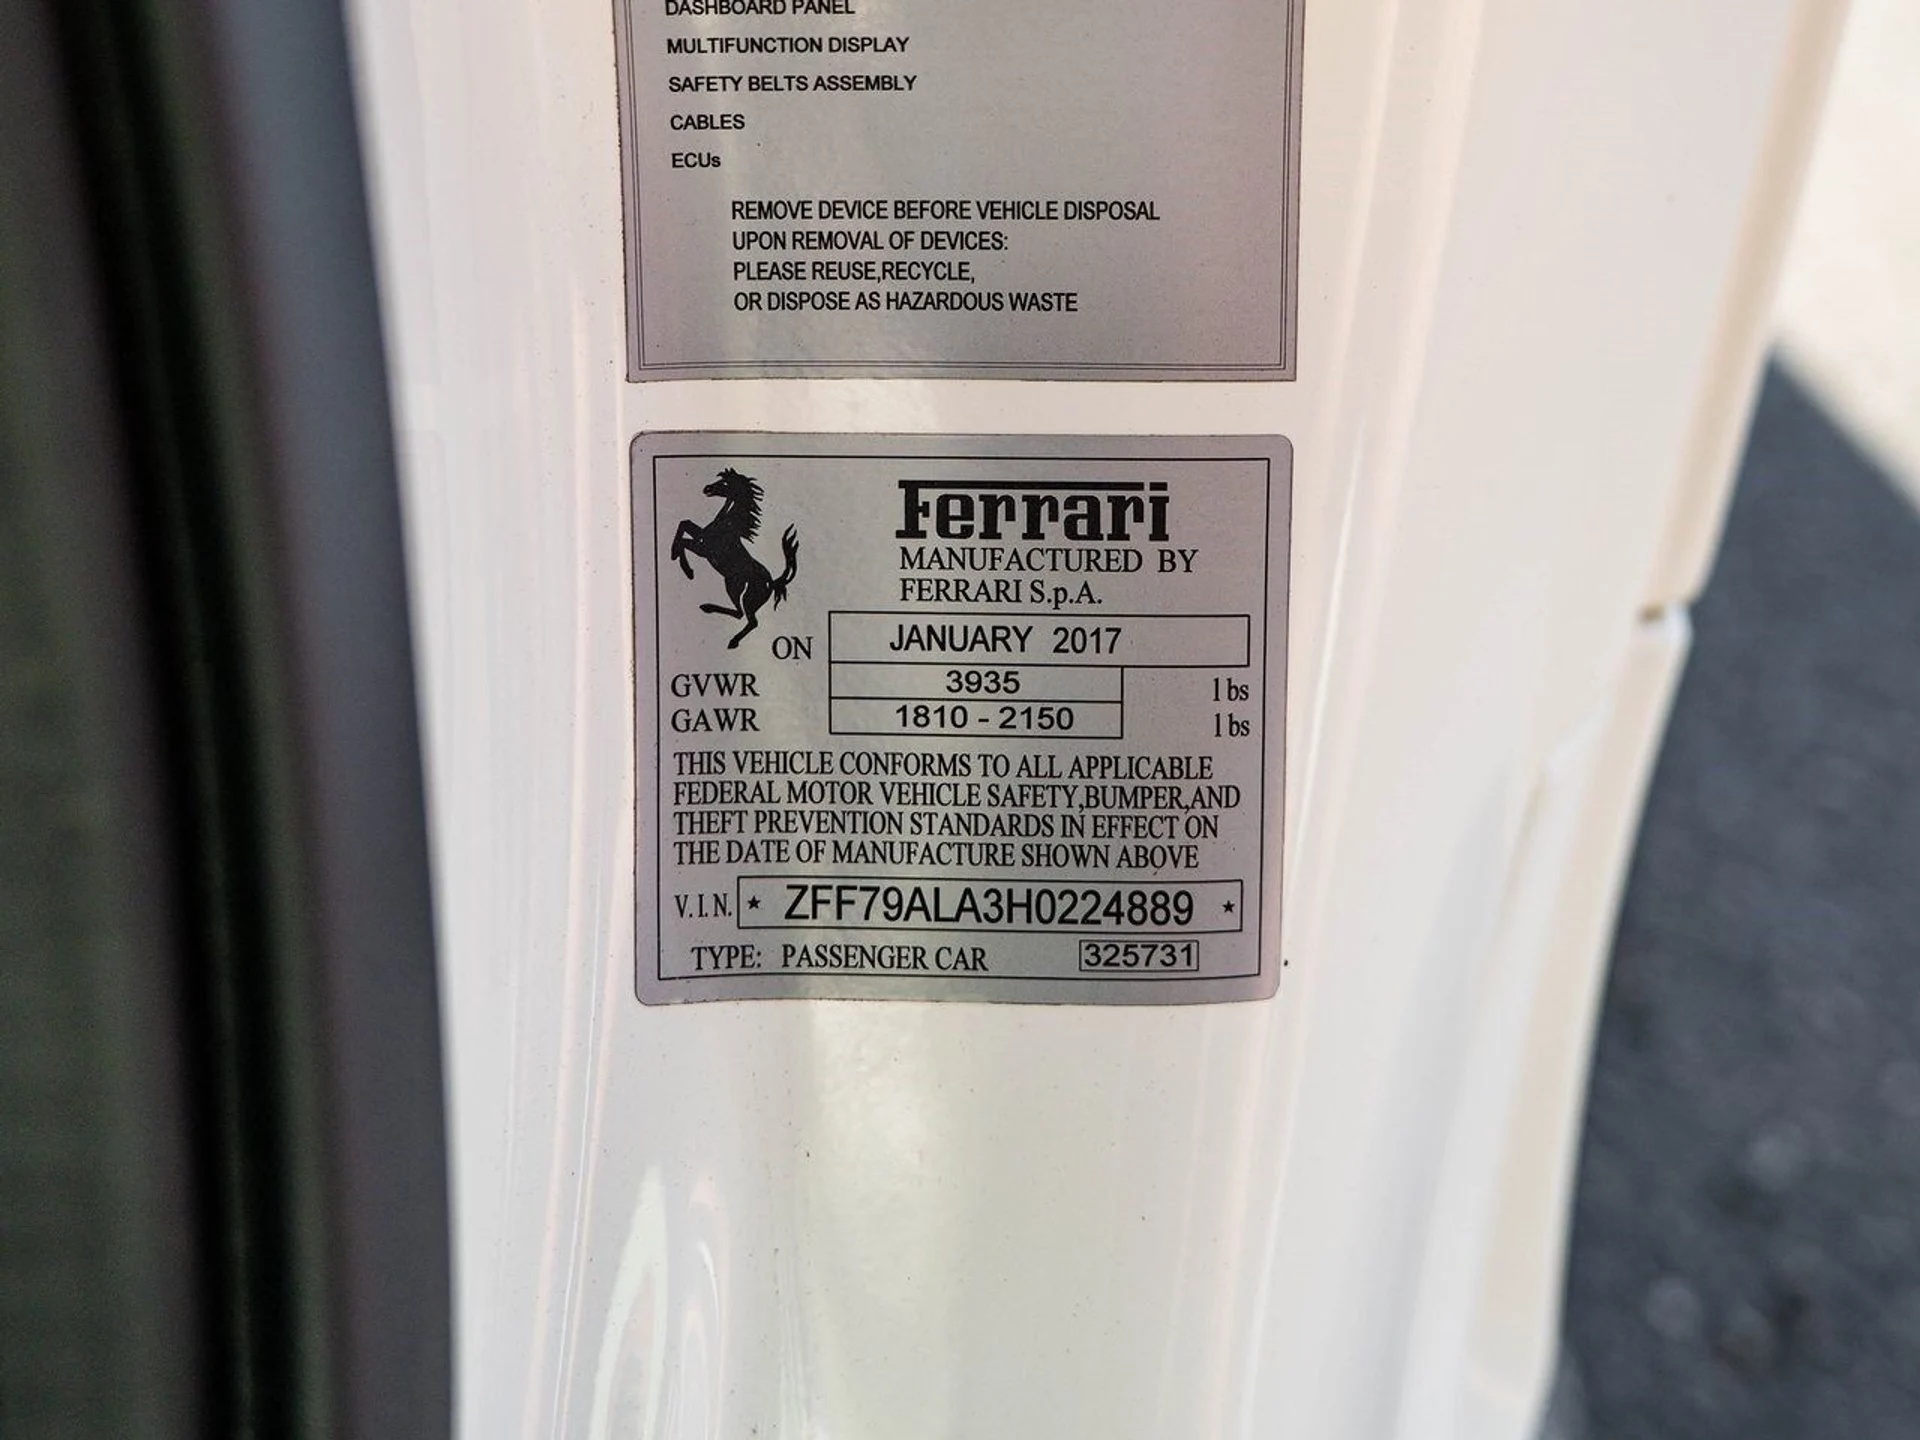 DASHBOARD PANEL
MULTIFUNCTION DISPLAY
SAFETY BELTS ASSEMBLY
CABLES
ECUs
REMOVE DEVICE BEFORE VEHICLE DISPOSAL
UPON REMOVAL OF DEVICES:
PLEASE REUSE,RECYCLE,
OR DISPOSE AS HAZARDOUS WASTE
Ferrari
MANUFACTURED BY
FERRARI S.p.A.
ON JANUARY 2017
GVWR 3935 lbs
GAWR 1810 - 2150 lbs
THIS VEHICLE CONFORMS TO ALL APPLICABLE
FEDERAL MOTOR VEHICLE SAFETY,BUMPER,AND
THEFT PREVENTION STANDARDS IN EFFECT ON
THE DATE OF MANUFACTURE SHOWN ABOVE
V.I.N. ★ ZFF79ALA3H0224889 ★
TYPE: PASSENGER CAR 325731